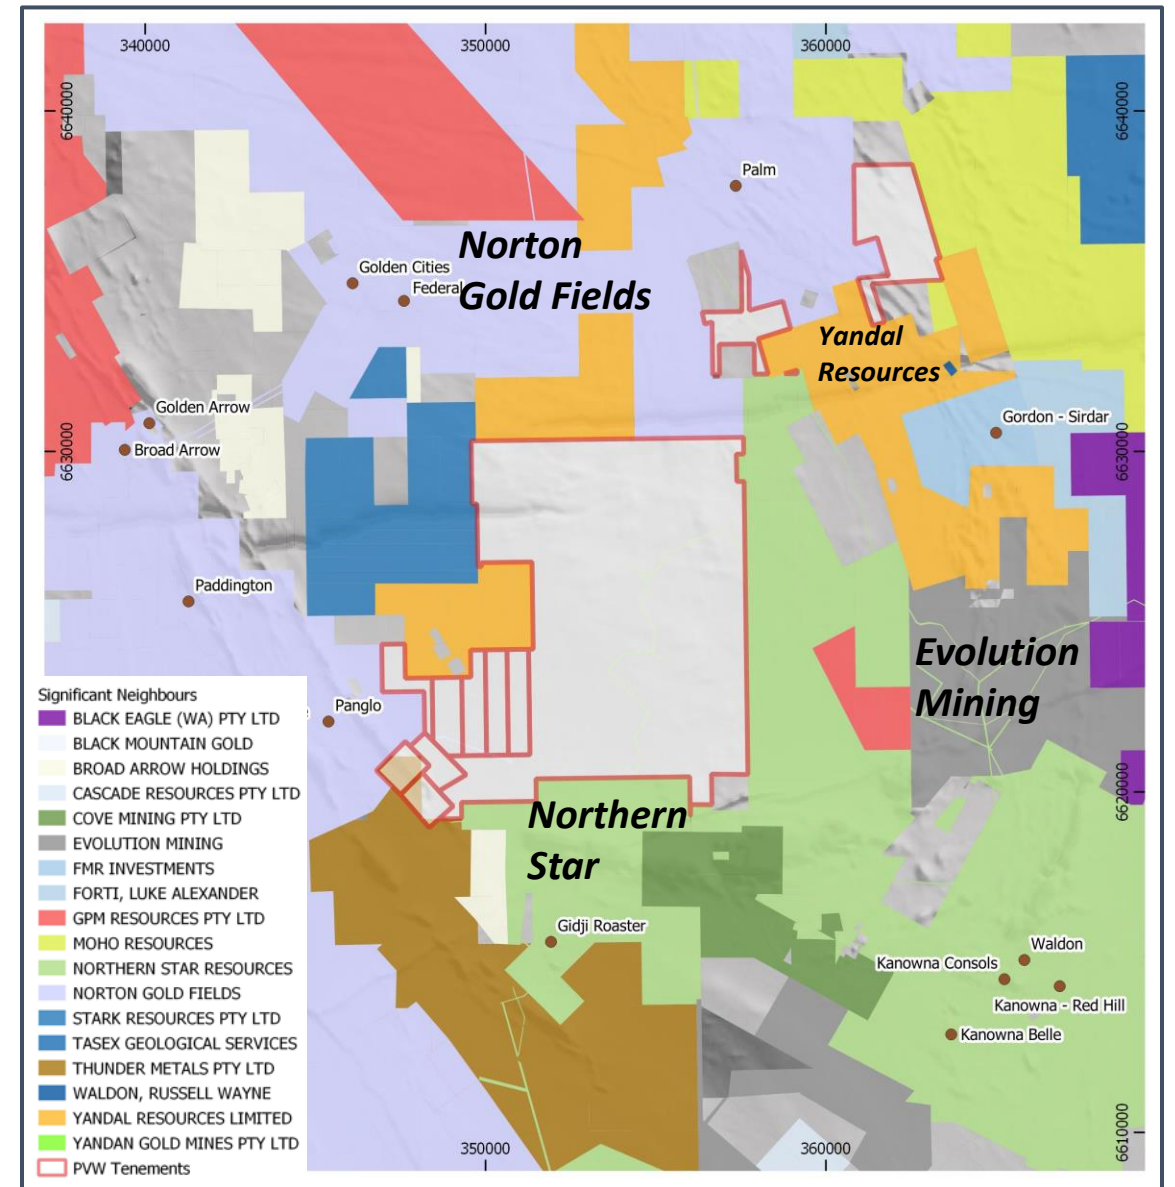 340000
350000
360000
6640000
6640000
Palm
Norton
Gold Fields
Golden Cities
Federal
Yandal
Resources
Golden Arrow
Broad Arrow
Gordon - Sirdar
6630000
6630000
Paddington
Evolution
Mining
Panglo
Northern
Star
6620000
Gidji Roaster
Waldon
Kanowna Consols
Kanowna - Red Hill
Kanowna Belle
6610000
350000
360000
Significant Neighbours
BLACK EAGLE (WA) PTY LTD
BLACK MOUNTAIN GOLD
BROAD ARROW HOLDINGS
CASCADE RESOURCES PTY LTD
COVE MINING PTY LTD
EVOLUTION MINING
FMR INVESTMENTS
FORTI, LUKE ALEXANDER
GPM RESOURCES PTY LTD
MOHO RESOURCES
NORTHERN STAR RESOURCES
NORTON GOLD FIELDS
STARK RESOURCES PTY LTD
TASEX GEOLOGICAL SERVICES
THUNDER METALS PTY LTD
WALDON, RUSSELL WAYNE
YANDAL RESOURCES LIMITED
YANDAN GOLD MINES PTY LTD
PVW Tenements